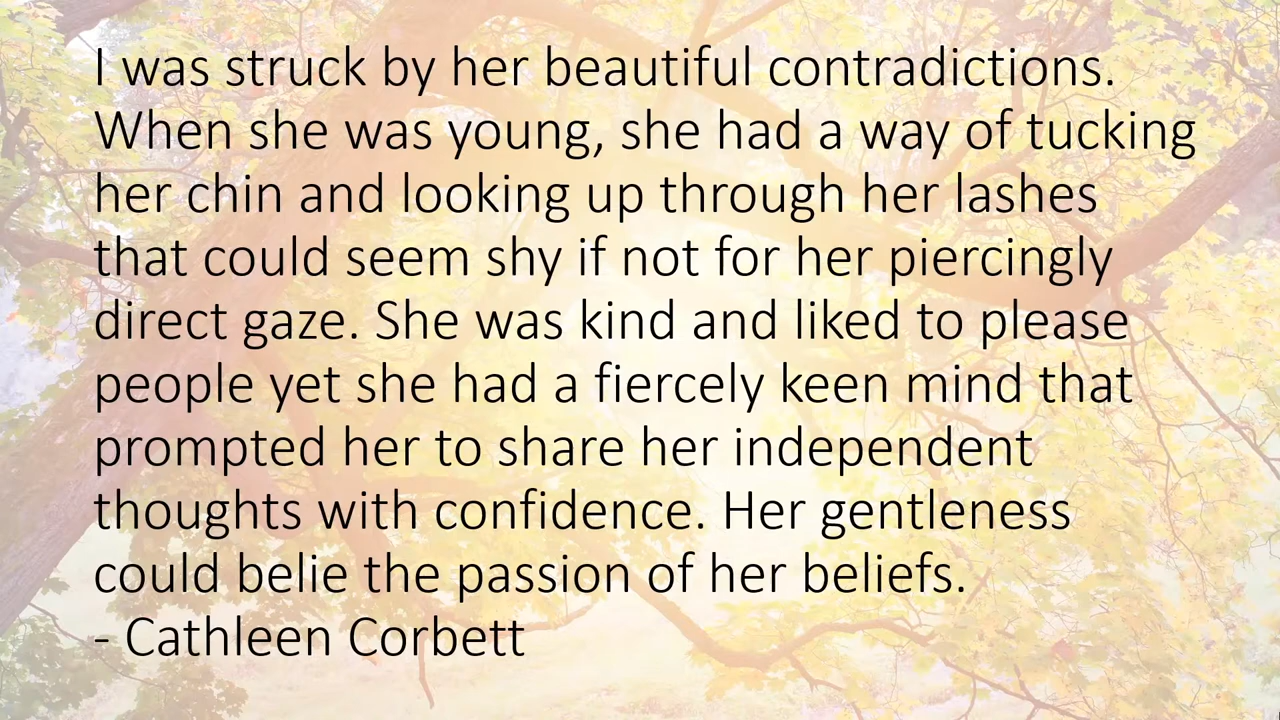 I was struck by her beautiful contradictions.
When she was young, she had a way of tucking
her chin and looking up through her lashes
that could seem shy if not for her piercingly
direct gaze. She was kind and liked to please
people yet she had a fiercely keen mind that
prompted her to share her independent
thoughts with confidence. Her gentleness
could belie the passion of her beliefs.
- Cathleen Corbett